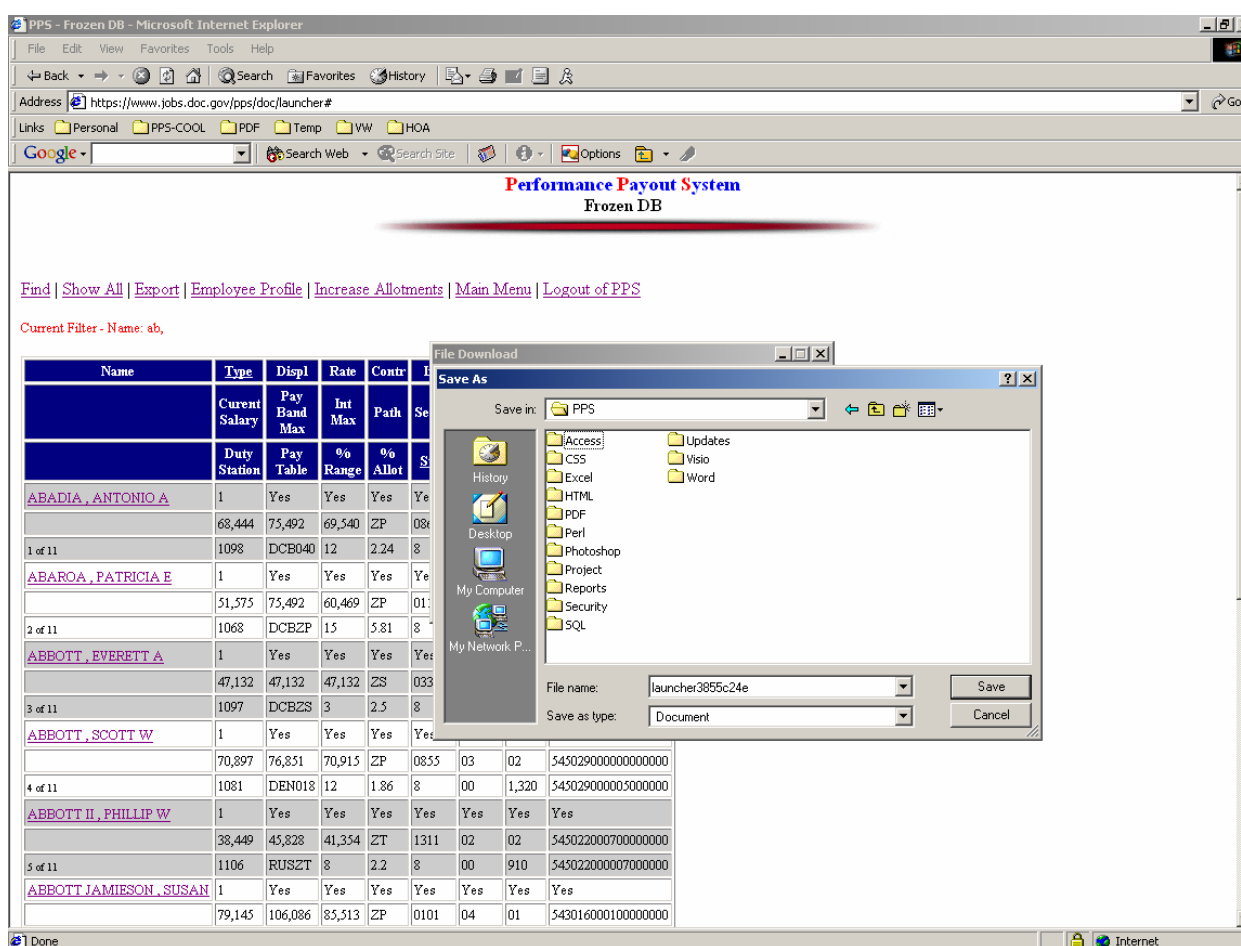 PPS - Frozen DB - Microsoft Internet Explorer
File Edit View Favorites Tools Help
Back Search Favorites History
Address https://www.jobs.doc.gov/pps/doc/launcher# Go
Links Personal PPS-COOL PDF Temp VW HOA
Google Search Web Search Site Options
Performance Payout System
Frozen DB
Find | Show All | Export | Employee Profile | Increase Allotments | Main Menu | Logout of PPS
Current Filter - Name: ab,
Name Type Displ Rate Contr
Curent Salary Pay Band Max Int Max Path
Duty Station Pay Table % Range % Allot
ABADIA , ANTONIO A 1 Yes Yes Yes
68,444 75,492 69,540 ZP
1 of 11 1098 DCB040 12 2.24 8
ABAROA , PATRICIA E 1 Yes Yes Yes
51,575 75,492 60,469 ZP
2 of 11 1068 DCBZP 15 5.81 8
ABBOTT , EVERETT A 1 Yes Yes Yes Yes
47,132 47,132 47,132 ZS 033
3 of 11 1097 DCBZS 3 2.5 8
ABBOTT , SCOTT W 1 Yes Yes Yes Yes
70,897 76,851 70,915 ZP 0855 03 02 545029000000000000
4 of 11 1081 DEN018 12 1.86 8 00 1,320 545029000005000000
ABBOTT II , PHILLIP W 1 Yes Yes Yes Yes Yes Yes Yes
38,449 45,828 41,354 ZT 1311 02 02 545022000700000000
5 of 11 1106 RUSZT 8 2.2 8 00 910 545022000007000000
ABBOTT JAMIESON , SUSAN 1 Yes Yes Yes Yes Yes Yes Yes
79,145 106,086 85,513 ZP 0101 04 01 543016000100000000
File Download
Save As
Save in: PPS
History
Desktop
My Computer
My Network P...
Access
CSS
Excel
HTML
PDF
Perl
Photoshop
Project
Reports
Security
SQL
Updates
Visio
Word
File name: launcher3855c24e Save
Save as type: Document Cancel
Done Internet